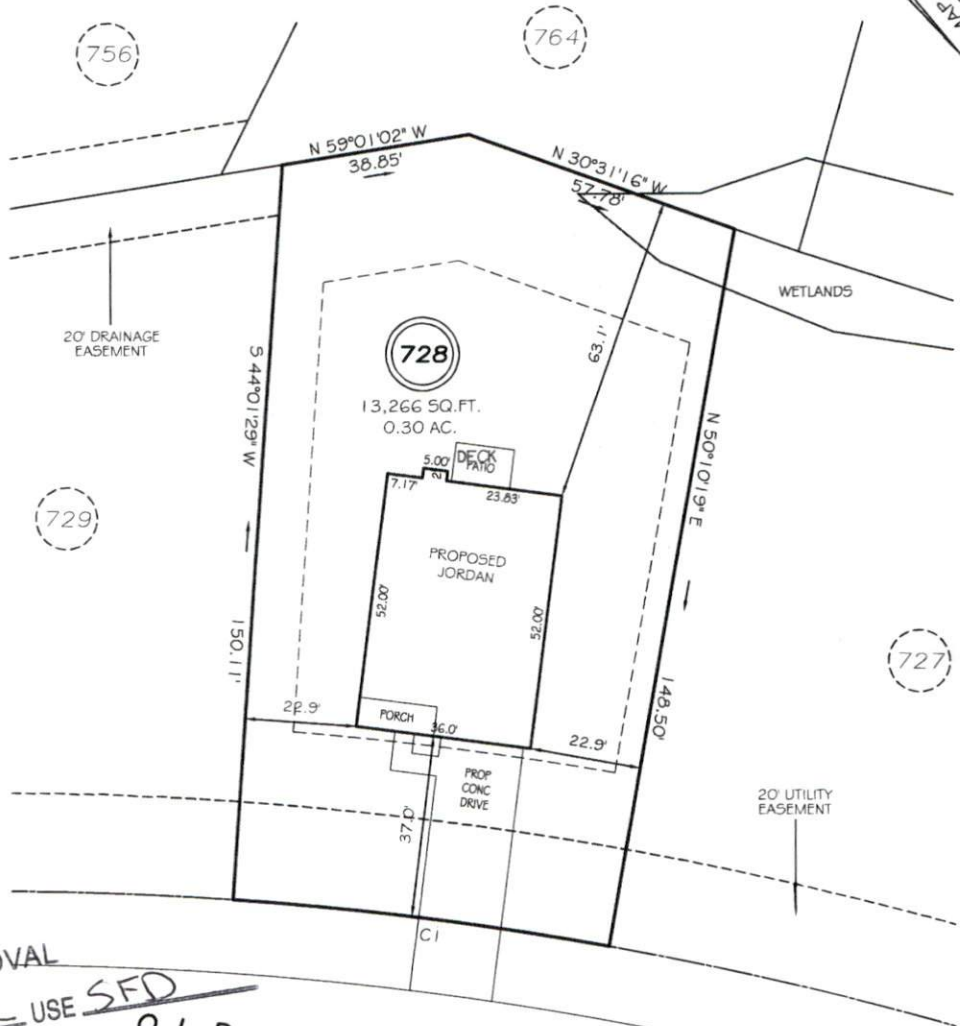 MAP
756
764
N 59°01'02" W
38.85'
N 30°31'16" W
57.78'
WETLANDS
20' DRAINAGE
EASEMENT
63.1'
728
13,266 SQ.FT.
0.30 AC.
S 44°01'29" W
N 50°10'19" E
5.00'
DECK
PATIO
7.17'
2
23.83'
729
PROPOSED
JORDAN
52.00'
52.00'
150.11'
727
148.50'
22.9'
PORCH
36.0'
22.9'
PROP
CONC
DRIVE
20' UTILITY
EASEMENT
37.0'
C1
OVAL
USE SFD